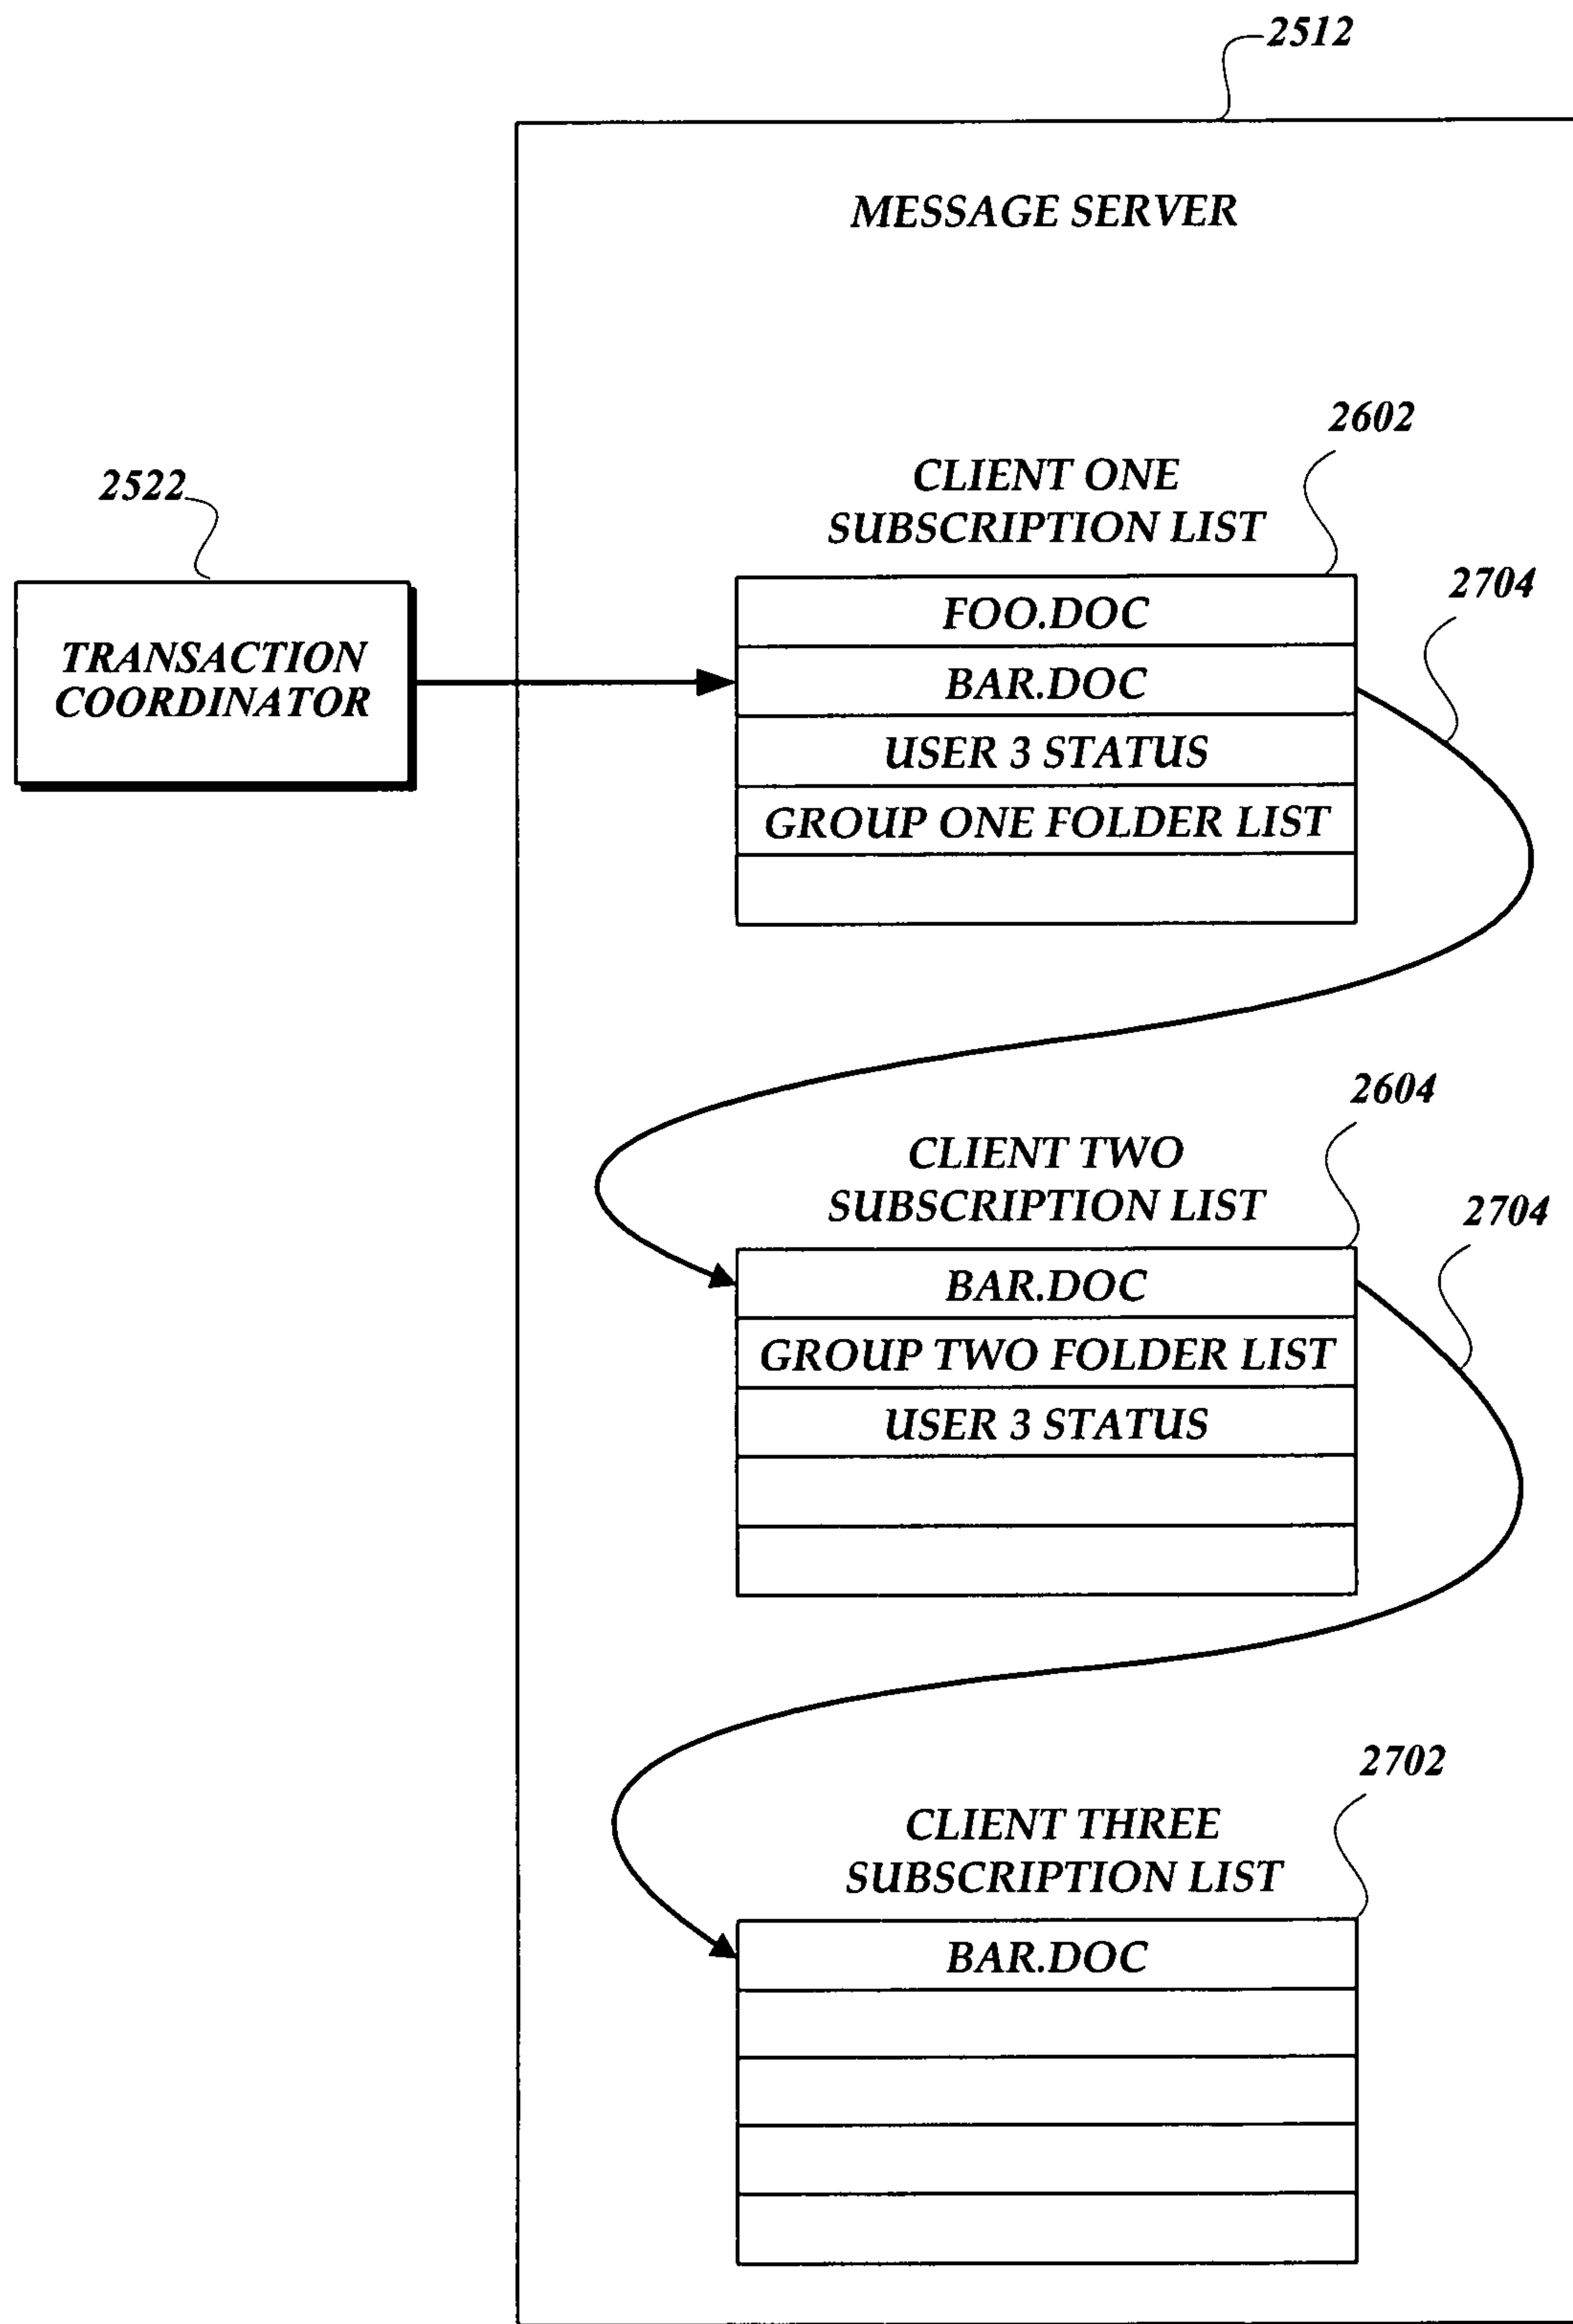 2512
MESSAGE SERVER
2602
CLIENT ONE
SUBSCRIPTION LIST
2522
2704
FOO.DOC
TRANSACTION
COORDINATOR
BAR.DOC
USER 3 STATUS
GROUP ONE FOLDER LIST
2604
CLIENT TWO
SUBSCRIPTION LIST
2704
BAR.DOC
GROUP TWO FOLDER LIST
USER 3 STATUS
2702
CLIENT THREE
SUBSCRIPTION LIST
BAR.DOC